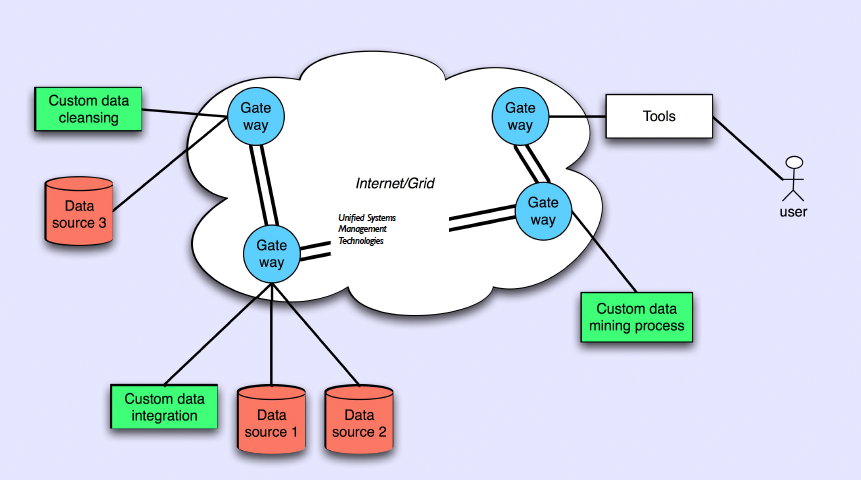 Custom data
cleansing
Gate
way
Gate
way
Tools
Data
source 3
Internet/Grid
user
Gate
way
Unified Systems
Management
Technologies
Gate
way
Custom data
mining process
Custom data
integration
Data
source 1
Data
source 2